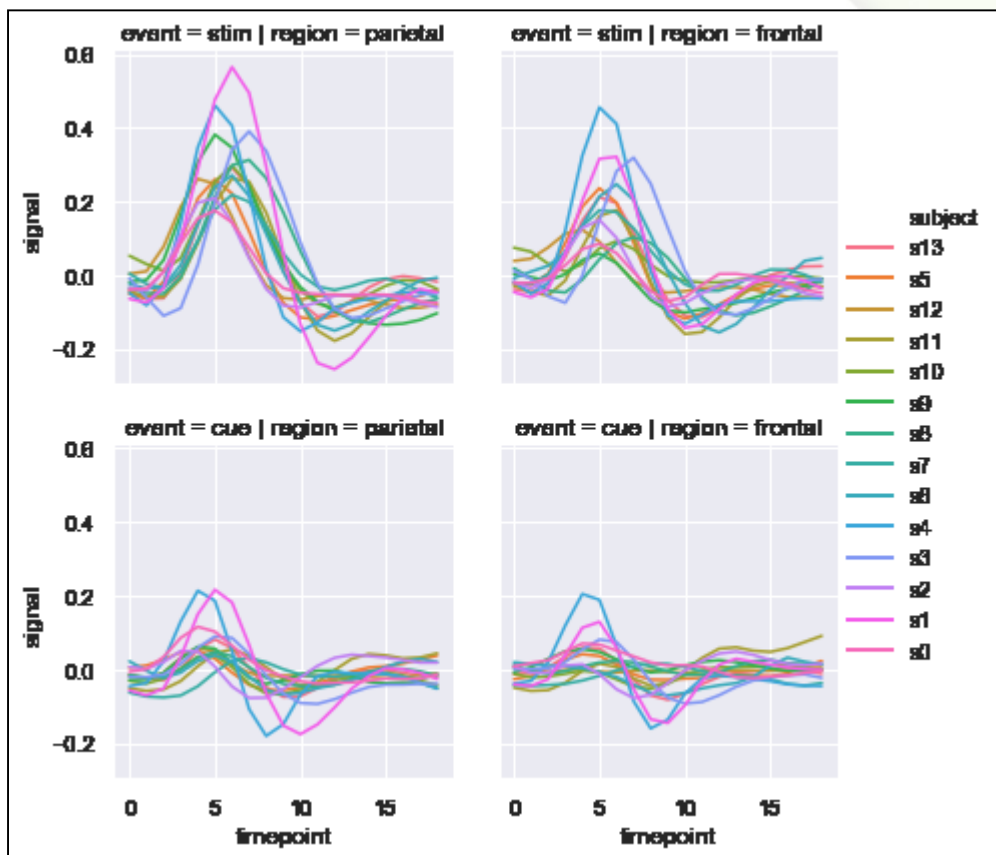 event = stim | region = parietal
event = stim | region = frontal
0.6
0.4
0.2
0.0
−0.2
signal
event = cue | region = parietal
event = cue | region = frontal
0.6
0.4
0.2
0.0
−0.2
signal
0 5 10 15
timepoint
0 5 10 15
timepoint
subject
s13
s5
s12
s11
s10
s9
s7
s4
s3
s2
s1
s0